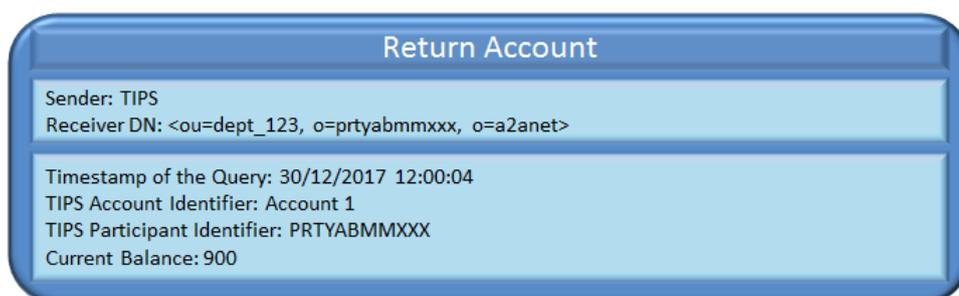 Return Account
Sender: TIPS
Receiver DN: <ou=dept_123, o=prtyabmmxxx, o=a2anet>
Timestamp of the Query: 30/12/2017 12:00:04
TIPS Account Identifier: Account 1
TIPS Participant Identifier: PRTYABMMXXX
Current Balance: 900